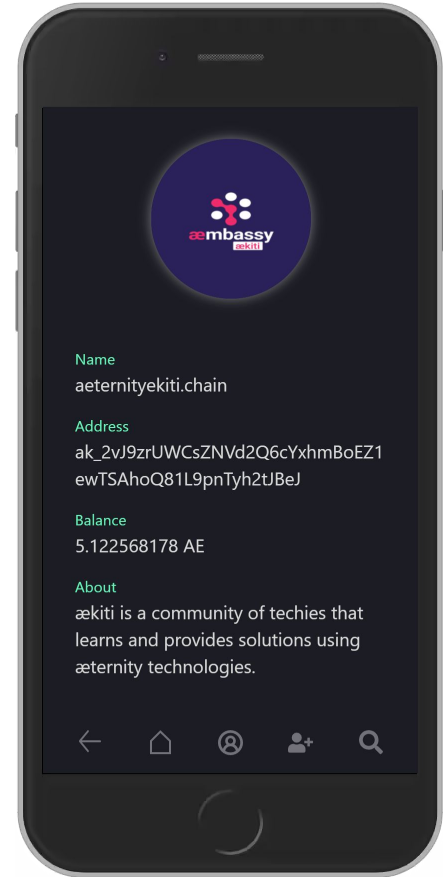 æmbassy
ækiti
Name
aeternityekiti.chain
Address
ak_2vJ9zrUWCsZNVd2Q6cYxhmBoEZ1
ewTSAhoQ81L9pnTyh2tJBeJ
Balance
5.122568178 AE
About
ækiti is a community of techies that
learns and provides solutions using
æternity technologies.